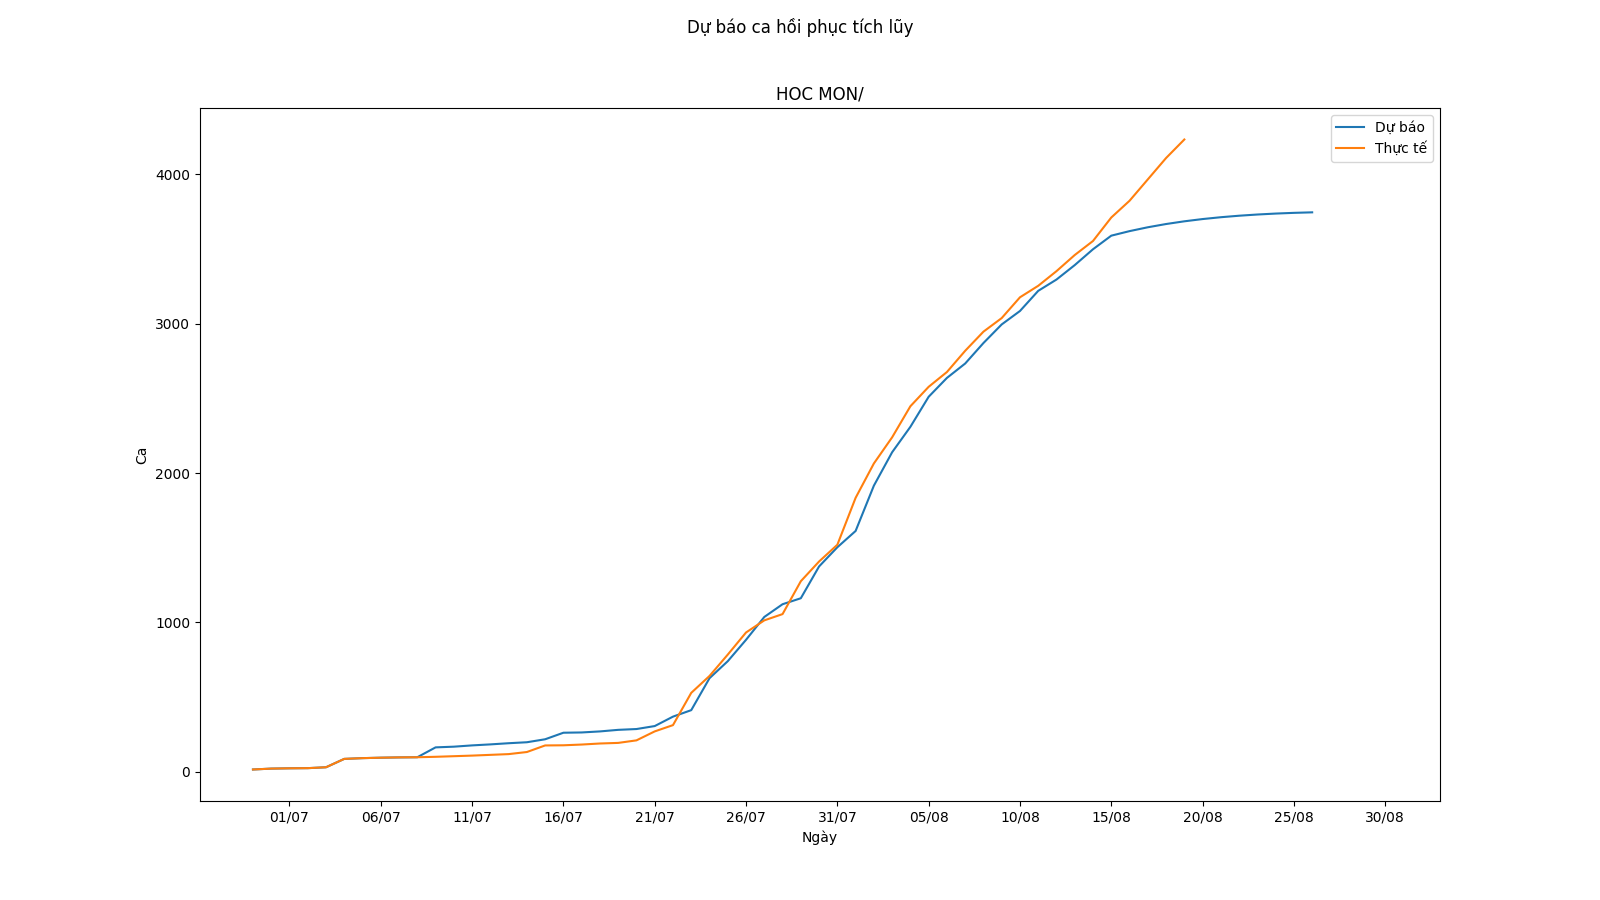 Dự báo ca hồi phục tích lũy
HOC MON/
Dự báo
Thực tế
4000
3000
2000
1000
0
Ca
01/07 06/07 11/07 16/07 21/07 26/07 31/07 05/08 10/08 15/08 20/08 25/08 30/08
Ngày